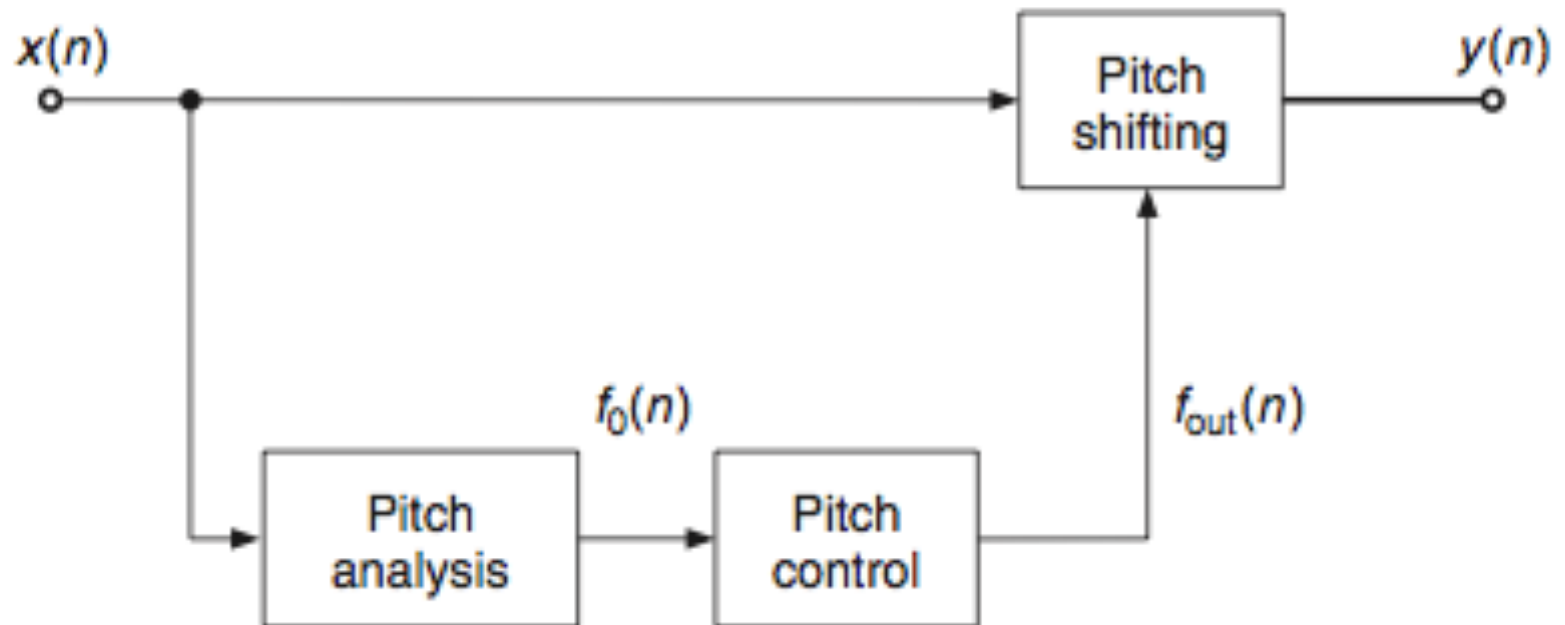 x(n)
Pitch
shifting
y(n)
f0(n)
fout(n)
Pitch
analysis
Pitch
control